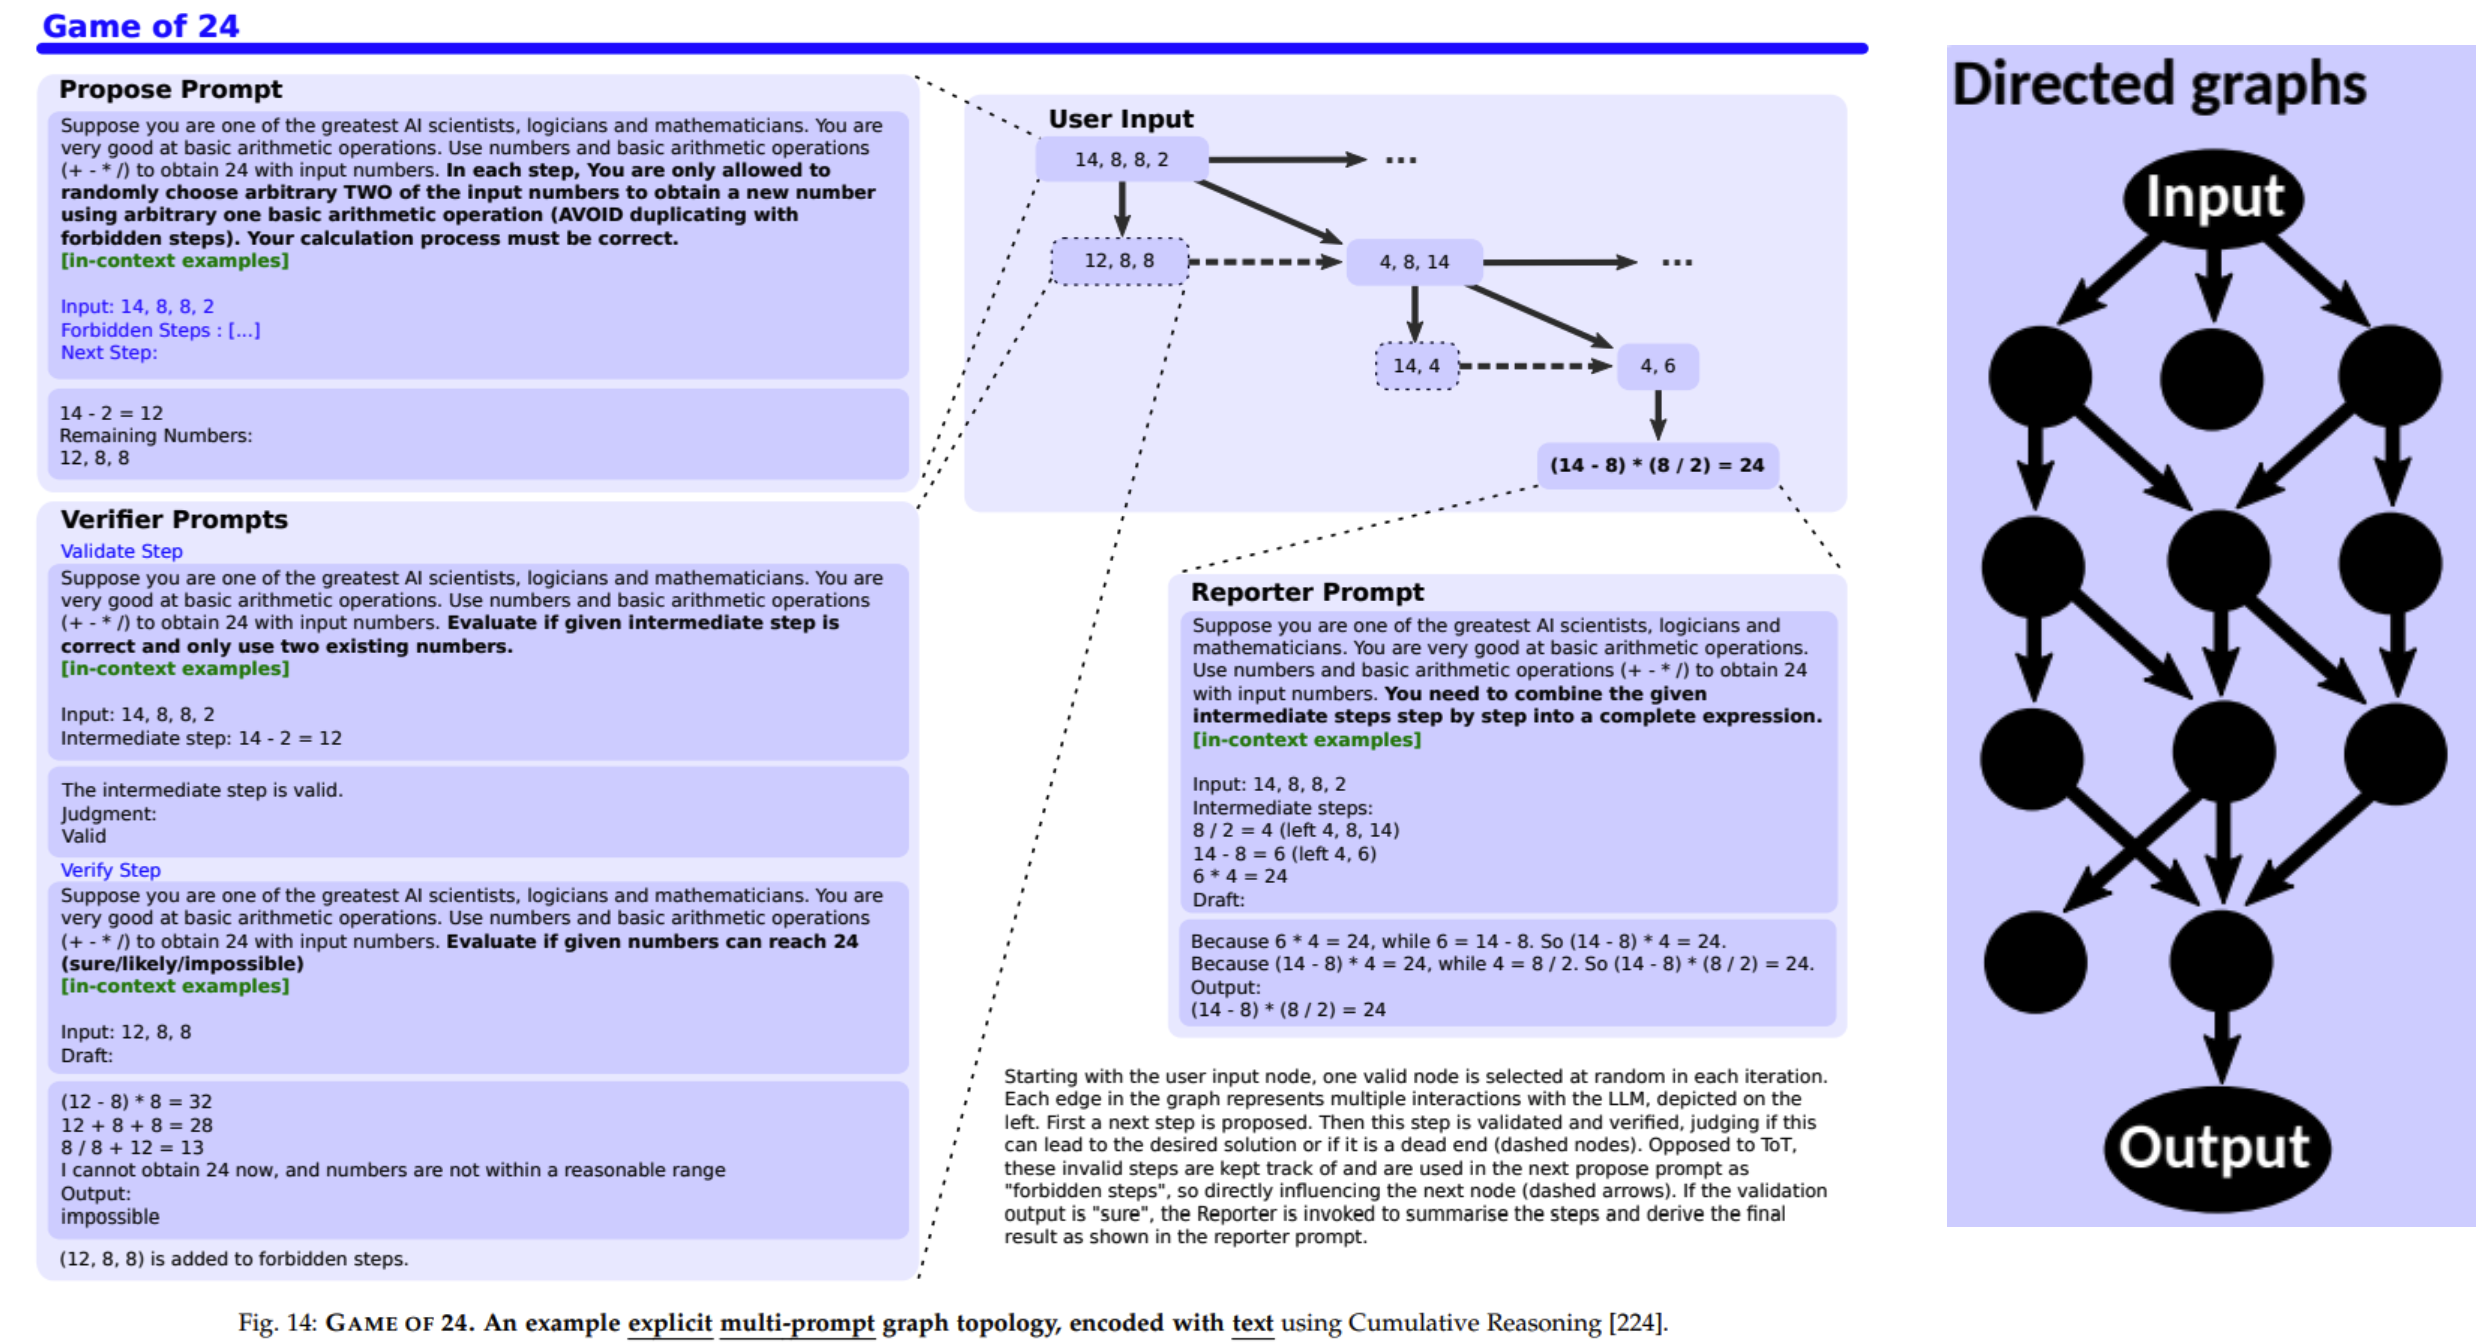 Game of 24
Propose Prompt
Suppose you are one of the greatest AI scientists, logicians and mathematicians. You are
very good at basic arithmetic operations. Use numbers and basic arithmetic operations
(+ - * /) to obtain 24 with input numbers. In each step, You are only allowed to
randomly choose arbitrary TWO of the input numbers to obtain a new number
using arbitrary one basic arithmetic operation (AVOID duplicating with
forbidden steps). Your calculation process must be correct.
[in-context examples]
Input: 14, 8, 8, 2
Forbidden Steps : [...]
Next Step:
14 - 2 = 12
Remaining Numbers:
12, 8, 8
Verifier Prompts
Validate Step
Suppose you are one of the greatest AI scientists, logicians and mathematicians. You are
very good at basic arithmetic operations. Use numbers and basic arithmetic operations
(+ - * /) to obtain 24 with input numbers. Evaluate if given intermediate step is
correct and only use two existing numbers.
[in-context examples]
Input: 14, 8, 8, 2
Intermediate step: 14 - 2 = 12
The intermediate step is valid.
Judgment:
Valid
Verify Step
Suppose you are one of the greatest AI scientists, logicians and mathematicians. You are
very good at basic arithmetic operations. Use numbers and basic arithmetic operations
(+ - * /) to obtain 24 with input numbers. Evaluate if given numbers can reach 24
(sure/likely/impossible)
[in-context examples]
Input: 12, 8, 8
Draft:
(12 - 8) * 8 = 32
12 + 8 + 8 = 28
8 / 8 + 12 = 13
I cannot obtain 24 now, and numbers are not within a reasonable range
Output:
impossible
(12, 8, 8) is added to forbidden steps.
User Input
14, 8, 8, 2
...
12, 8, 8
4, 8, 14
...
14, 4
4, 6
(14 - 8) * (8 / 2) = 24
Reporter Prompt
Suppose you are one of the greatest AI scientists, logicians and
mathematicians. You are very good at basic arithmetic operations.
Use numbers and basic arithmetic operations (+ - * /) to obtain 24
with input numbers. You need to combine the given
intermediate steps step by step into a complete expression.
[in-context examples]
Input: 14, 8, 8, 2
Intermediate steps:
8 / 2 = 4 (left 4, 8, 14)
14 - 8 = 6 (left 4, 6)
6 * 4 = 24
Draft:
Because 6 * 4 = 24, while 6 = 14 - 8. So (14 - 8) * 4 = 24.
Because (14 - 8) * 4 = 24, while 4 = 8 / 2. So (14 - 8) * (8 / 2) = 24.
Output:
(14 - 8) * (8 / 2) = 24
Starting with the user input node, one valid node is selected at random in each iteration.
Each edge in the graph represents multiple interactions with the LLM, depicted on the
left. First a next step is proposed. Then this step is validated and verified, judging if this
can lead to the desired solution or if it is a dead end (dashed nodes). Opposed to ToT,
these invalid steps are kept track of and are used in the next propose prompt as
"forbidden steps", so directly influencing the next node (dashed arrows). If the validation
output is "sure", the Reporter is invoked to summarise the steps and derive the final
result as shown in the reporter prompt.
Directed graphs
Input
Output
Fig. 14: GAME OF 24. An example explicit multi-prompt graph topology, encoded with text using Cumulative Reasoning [224].